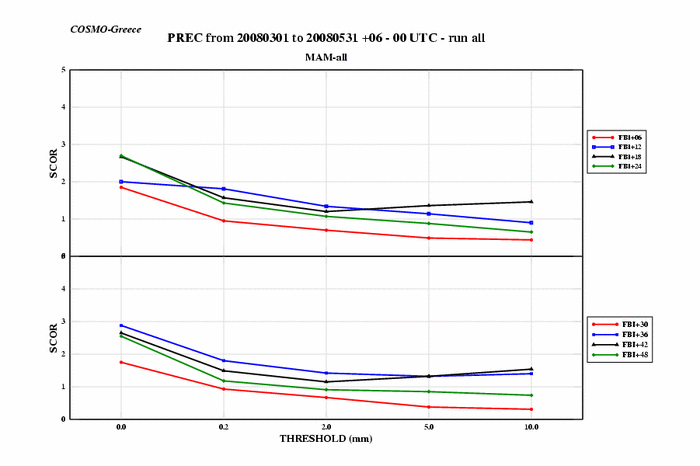 COSMO-Greece
PREC from 20080301 to 20080531 +06 - 00 UTC - run all
MAM-all
5
4
3
2
1
SCOR
FBI+06
FBI+12
FBI+18
FBI+24
4
3
2
1
0
SCOR
FBI+30
FBI+36
FBI+42
FBI+48
0.0 0.2 2.0 5.0 10.0
THRESHOLD (mm)